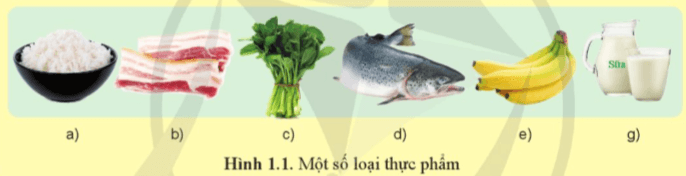 Sữa
a) b) c) d) e) g)
Hình 1.1. Một số loại thực phẩm